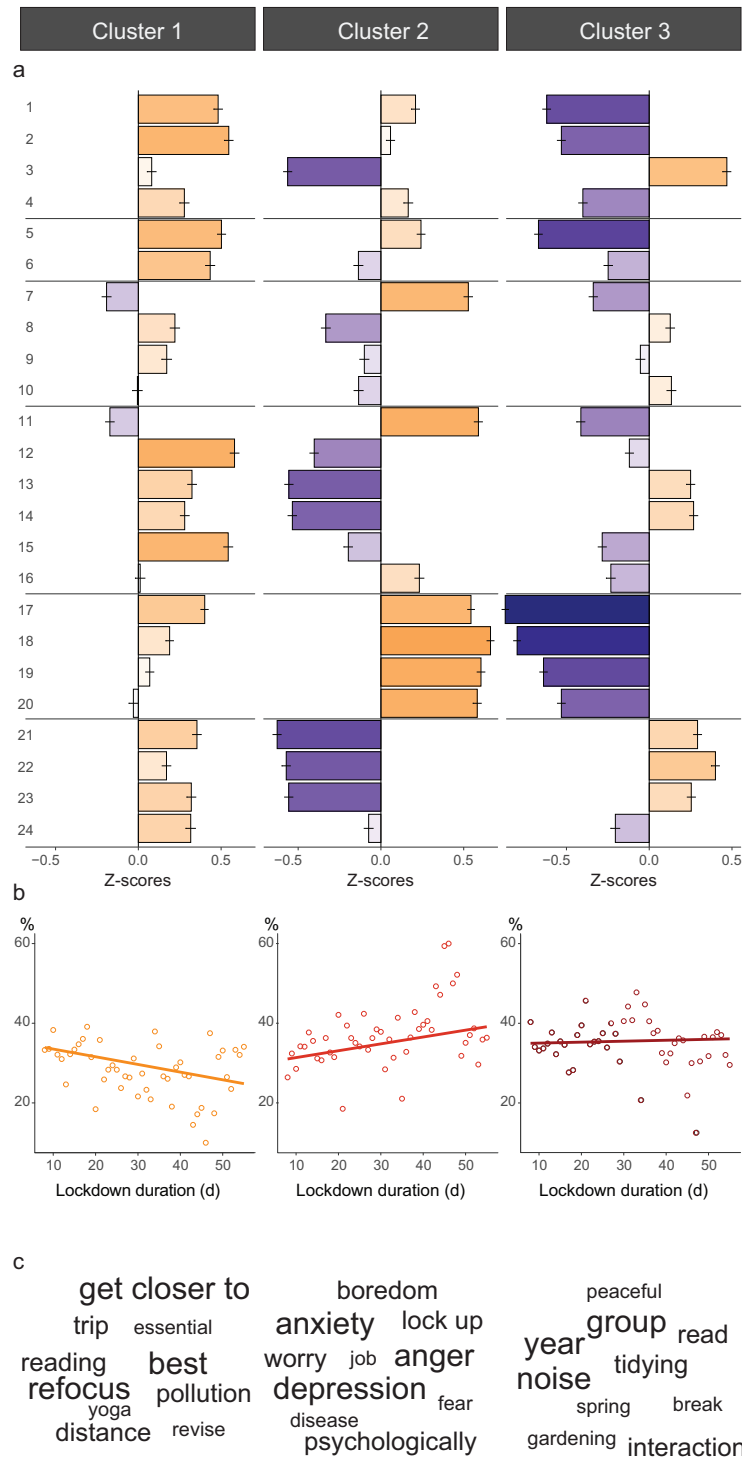 Cluster 1 Cluster 2 Cluster 3
a
1
2
3
4
5
6
7
8
9
10
11
12
13
14
15
16
17
18
19
20
21
22
23
24
−0.5 0.0 0.5 −0.5 0.0 0.5 −0.5 0.0 0.5
Z-scores Z-scores Z-scores
b
% % %
60 60 60
40 40 40
20 20 20
10 20 30 40 50 10 20 30 40 50 10 20 30 40 50
Lockdown duration (d) Lockdown duration (d) Lockdown duration (d)
c
get closer to
trip essential
reading best
refocus pollution
yoga
distance revise
boredom
anxiety lock up
worry job anger
depression fear
disease
psychologically
peaceful
group
year read
noise tidying
spring break
gardening interaction